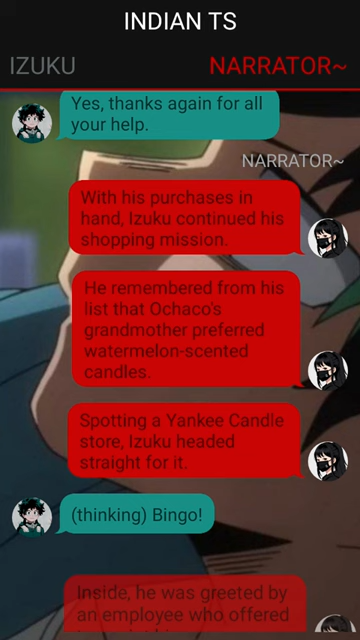 INDIAN TS
IZUKU
NARRATOR~
Yes, thanks again for all
your help.
NARRATOR~
With his purchases in
hand, Izuku continued his
shopping mission.
He remembered from his
list that Ochaco's
grandmother preferred
watermelon-scented
candles.
Spotting a Yankee Candle
store, Izuku headed
straight for it.
(thinking) Bingo!
Inside, he was greeted by
an employee who offered